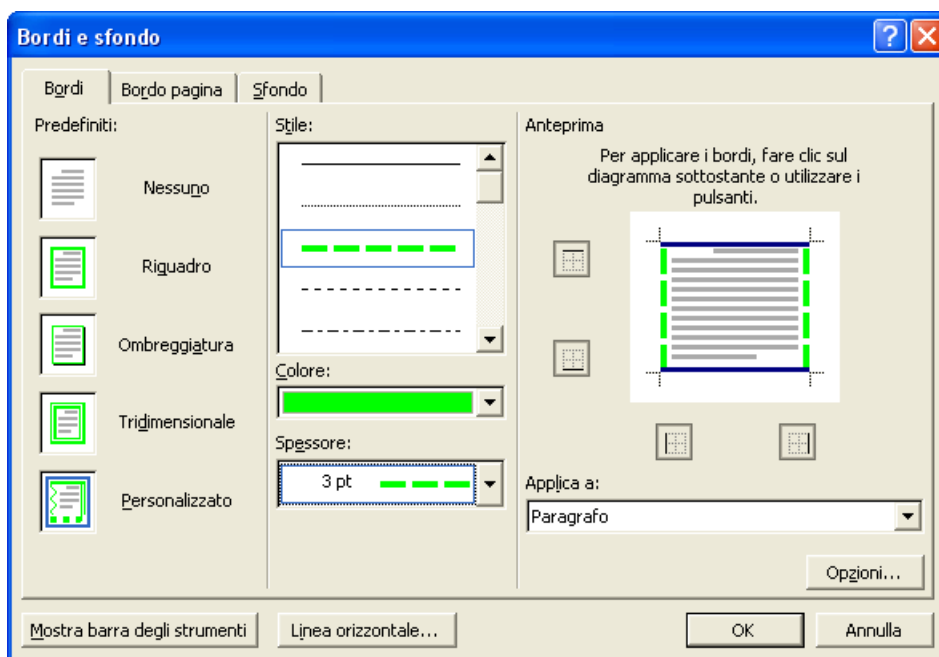 Bordi e sfondo
Bordi
Bordo pagina
Sfondo
Predefiniti:
Nessuno
Riquadro
Ombreggiatura
Tridimensionale
Personalizzato
Stile:
Colore:
Spessore:
3 pt
Anteprima
Per applicare i bordi, fare clic sul
diagramma sottostante o utilizzare i
pulsanti.
Applica a:
Paragrafo
Opzioni...
Mostra barra degli strumenti
Linea orizzontale...
OK
Annulla